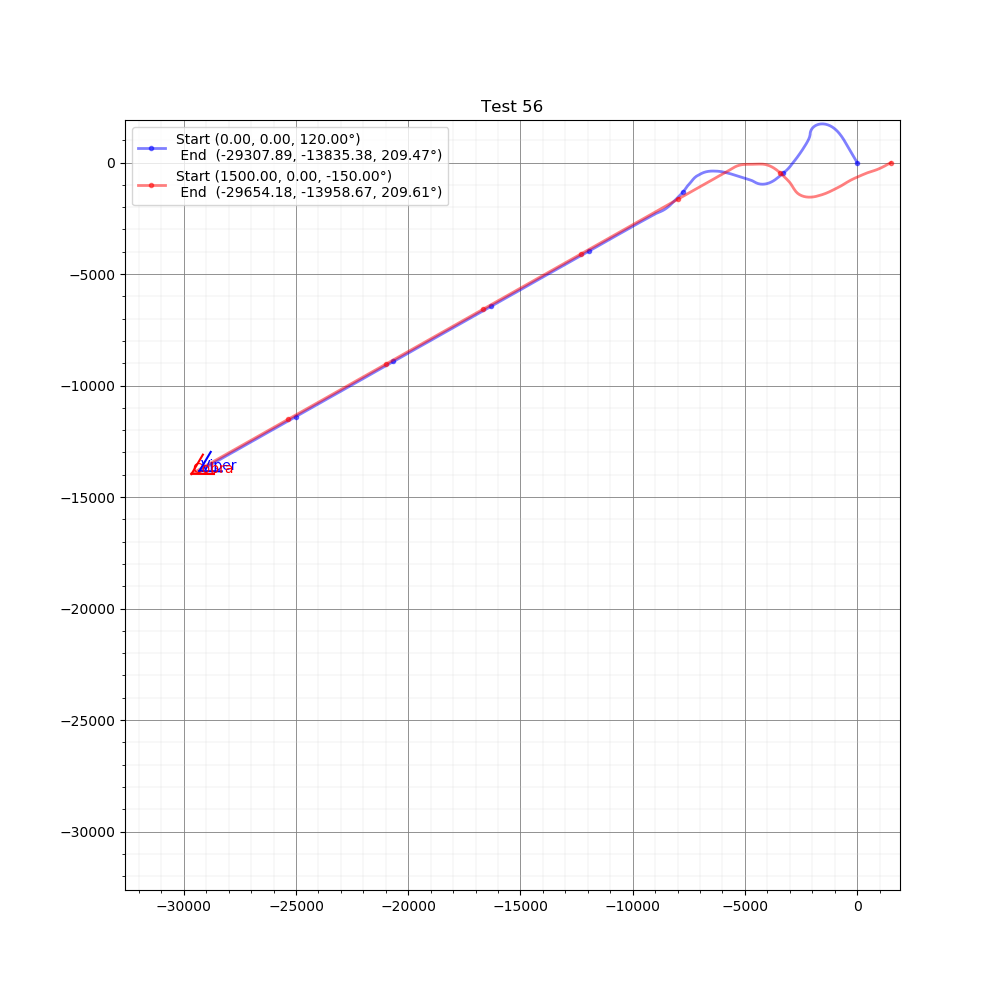 Test 56
Start (0.00, 0.00, 120.00°)
End (-29307.89, -13835.38, 209.47°)
Start (1500.00, 0.00, -150.00°)
End (-29654.18, -13958.67, 209.61°)
0
−5000
−10000
−15000
−20000
−25000
−30000
Viper
−30000 −25000 −20000 −15000 −10000 −5000 0